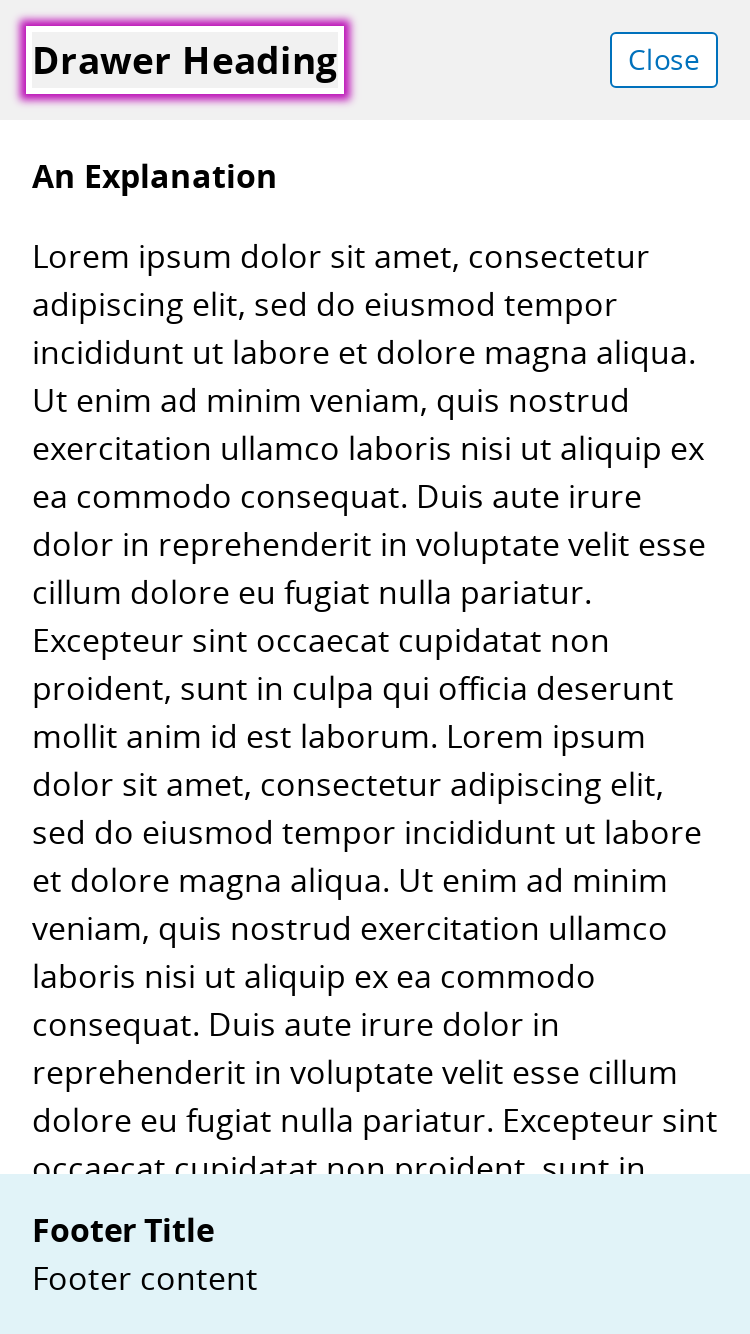 Drawer Heading
Close
An Explanation
Lorem ipsum dolor sit amet, consectetur
adipiscing elit, sed do eiusmod tempor
incididunt ut labore et dolore magna aliqua.
Ut enim ad minim veniam, quis nostrud
exercitation ullamco laboris nisi ut aliquip ex
ea commodo consequat. Duis aute irure
dolor in reprehenderit in voluptate velit esse
cillum dolore eu fugiat nulla pariatur.
Excepteur sint occaecat cupidatat non
proident, sunt in culpa qui officia deserunt
mollit anim id est laborum. Lorem ipsum
dolor sit amet, consectetur adipiscing elit,
sed do eiusmod tempor incididunt ut labore
et dolore magna aliqua. Ut enim ad minim
veniam, quis nostrud exercitation ullamco
laboris nisi ut aliquip ex ea commodo
consequat. Duis aute irure dolor in
reprehenderit in voluptate velit esse cillum
dolore eu fugiat nulla pariatur. Excepteur sint
occaecat cupidatat non proident, sunt in
Footer Title
Footer content